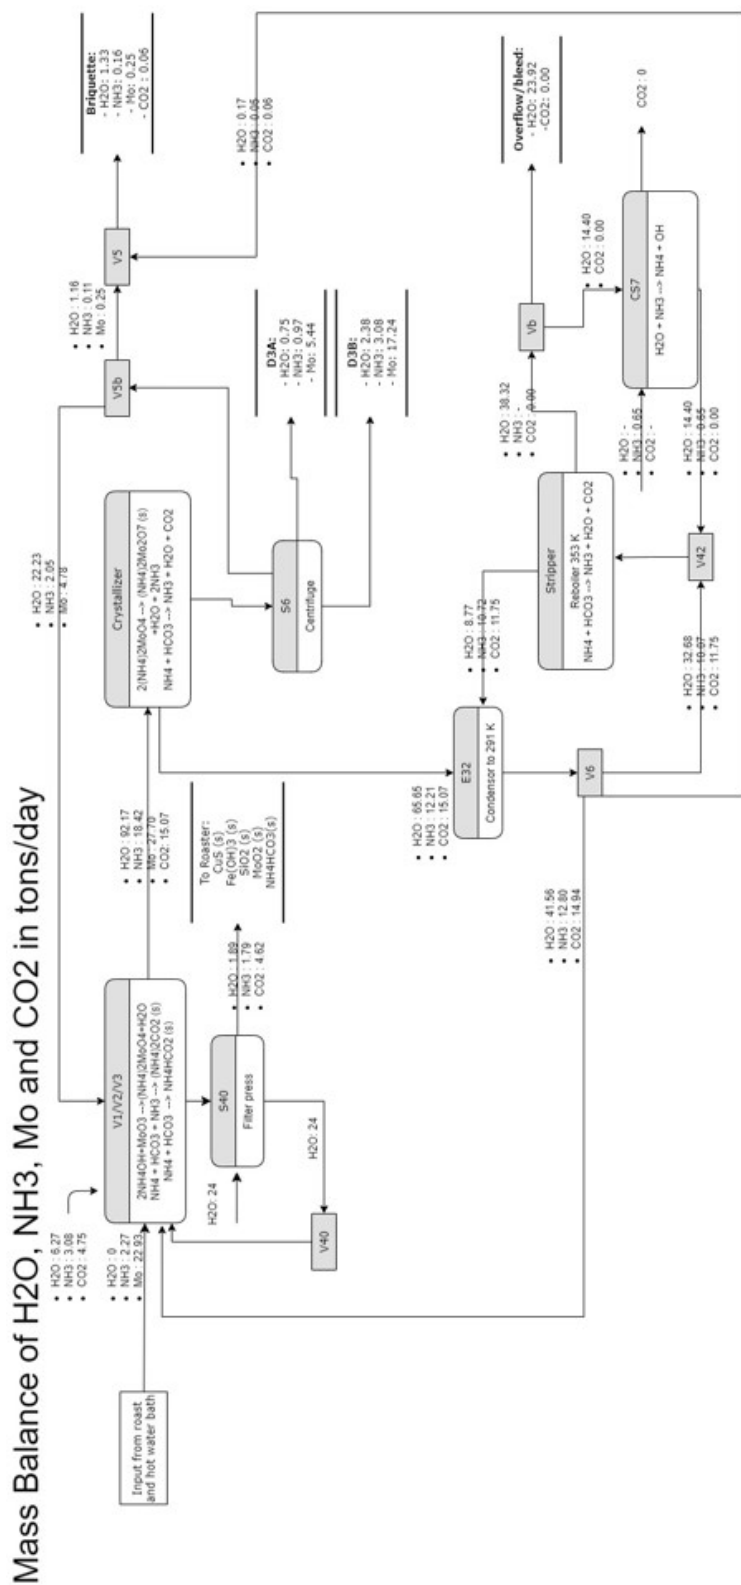 Mass Balance of H2O, NH3, Mo and CO2 in tons/day
Input from roast
and hot water bath
• H2O : 6.27
• NH3 : 3.08
• CO2 : 4.75
• H2O : 0
• NH3 : 2.27
• Mo : 22.93
V1/V2/V3
2NH4OH+MoO3 -->(NH4)2MoO4=H2O
NH4 + HCO3 + NH3 --> (NH4)2CO2 (s)
NH4 + HCO3 --> NH4HCO2 (s)
H2O: 24
S40
Filter press
H2O: 24
V40
• H2O : 1.89
• NH3 : 1.79
• CO2 : 4.62
To Roaster:
CuS (s)
Fe(OH)3 (s)
SiO2 (s)
MoO2 (s)
NH4HCO3(s)
• H2O : 92.17
• NH3 : 18.42
• Mo : 27.70
• CO2: 15.07
• H2O : 22.23
• NH3 : 2.05
• Mo : 4.78
Crystallizer
2(NH4)2MoO4--> (NH4)2Mo2O7 (s)
+H2O + 2NH3
NH4 + HCO3 --> NH3 + H2O + CO2
S6
Centrifuge
V5b
• H2O : 1.16
• NH3 : 0.11
• Mo : 0.25
V5
Briquette:
- H2O: 1.33
- NH3: 0.16
- Mo: 0.25
- CO2 : 0.06
• H2O : 0.17
• NH3 : 0.05
• CO2 : 0.06
D3A:
- H2O: 0.75
- NH3: 0.97
- Mo: 5.44
D3B:
- H2O: 2.38
- NH3: 3.08
- Mo: 17.24
• H2O : 65.65
• NH3 : 12.21
• CO2 : 15.07
E32
Condensor to 291 K
• H2O : 8.77
• NH3 : 10.72
• CO2 : 11.75
V6
• H2O : 41.56
• NH3 : 12.80
• CO2 : 14.94
Stripper
Reboiler 353 K
NH4 + HCO3 --> NH3 + H2O + CO2
• H2O : 32.68
• NH3 : 10.07
• CO2 : 11.75
V42
• H2O : 38.32
• NH3 : -
• CO2 : 0.00
Vb
Overflow/bleed:
- H2O: 23.92
-CO2: 0.00
• H2O : 14.40
• CO2 : 0.00
CS7
H2O + NH3 --> NH4 + OH
CO2: 0
• H2O : -
• NH3 : 0.65
• CO2 : -
• H2O : 14.40
• NH3 : 0.65
• CO2 : 0.00